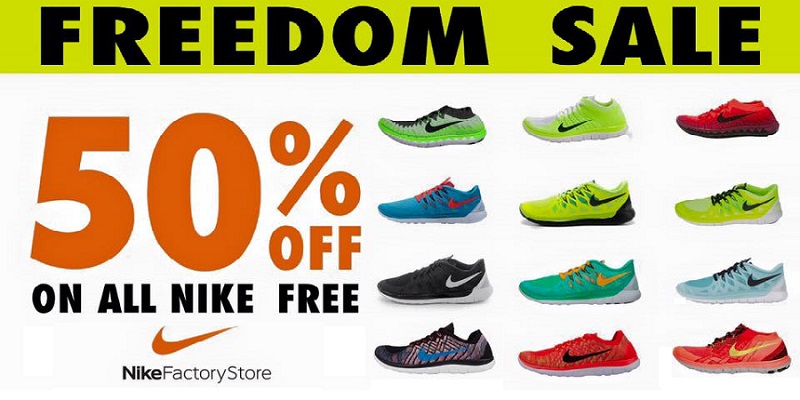 FREEDOM SALE
50%
OFF
ON ALL NIKE FREE
NikeFactoryStore